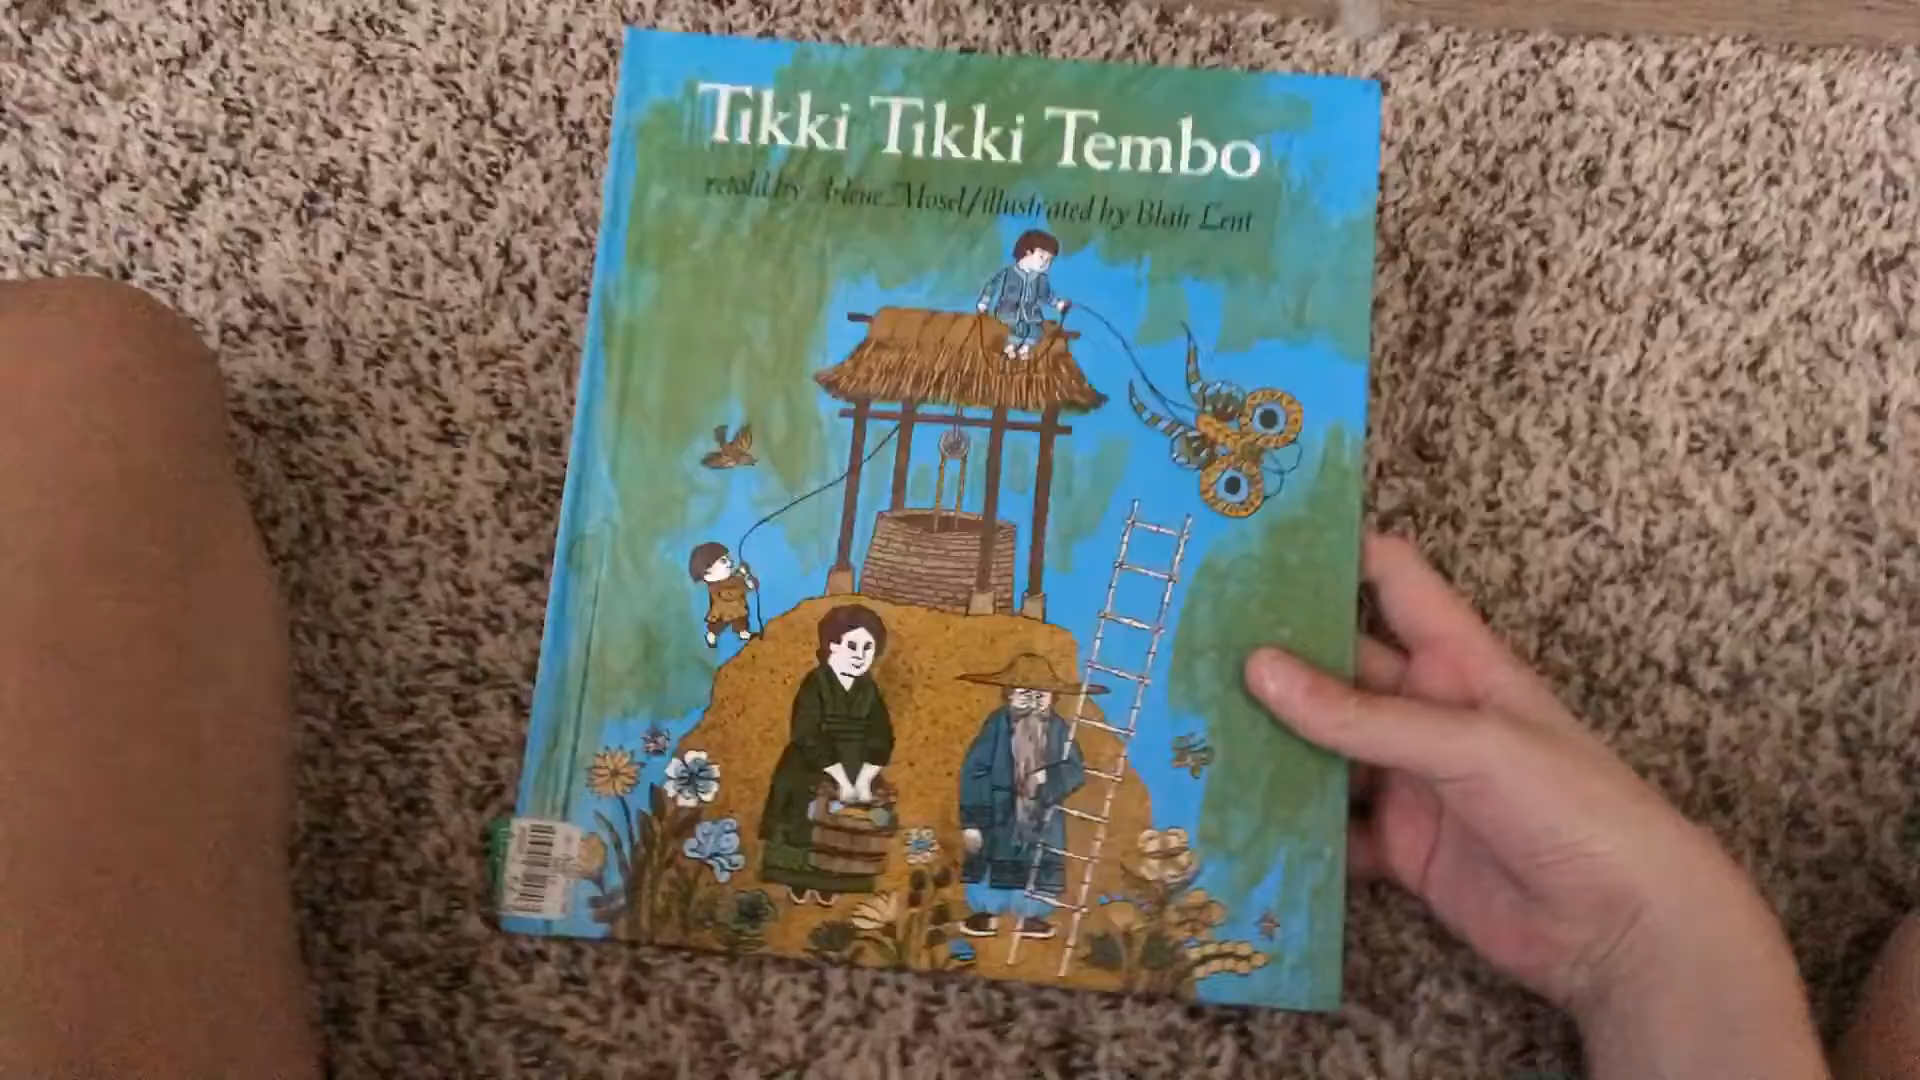 Tikki Tikki Tembo
retold by Arlene Mosel/illustrated by Blair Lent